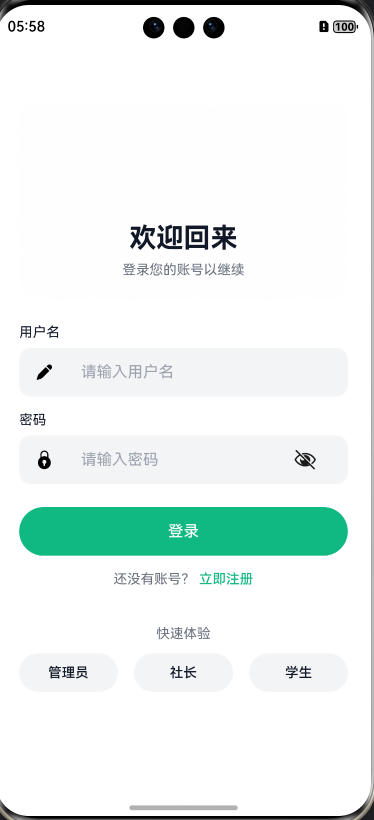 05:58
100
欢迎回来
登录您的账号以继续
用户名
请输入用户名
密码
请输入密码
登录
还没有账号? 立即注册
快速体验
管理员 社长 学生